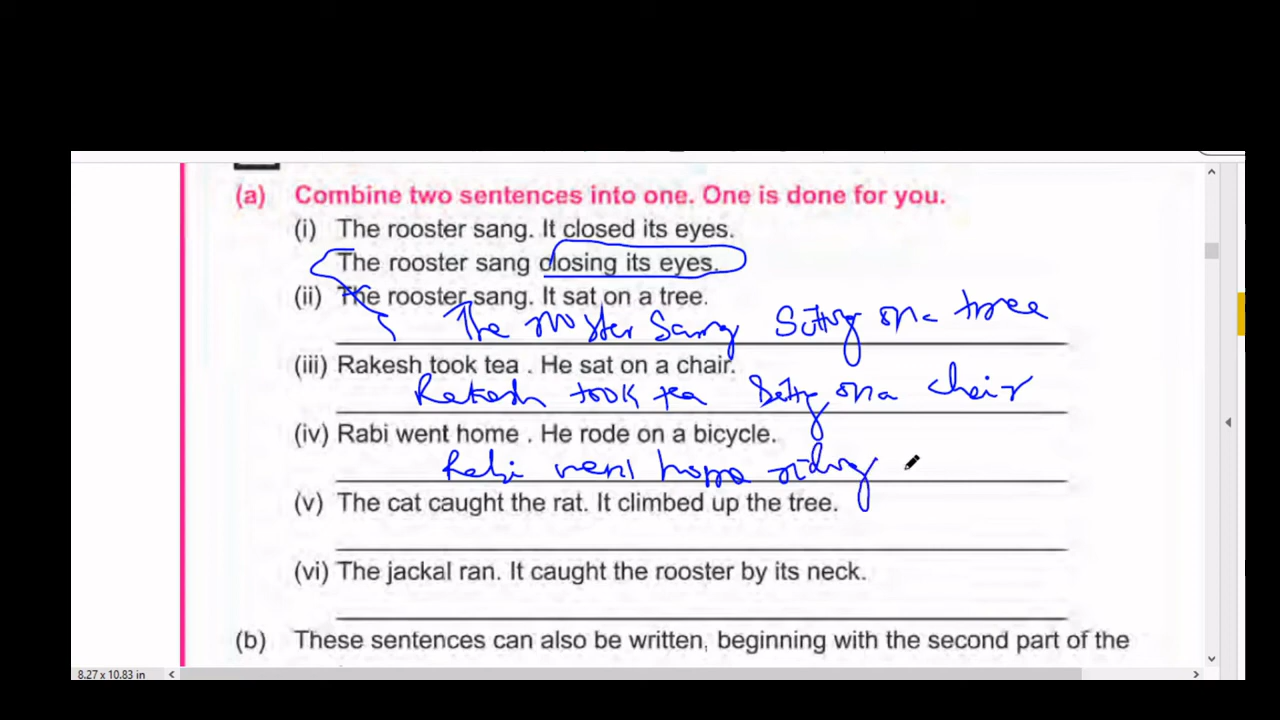 (a) Combine two sentences into one. One is done for you.
(i) The rooster sang. It closed its eyes.
The rooster sang closing its eyes.
(ii) The rooster sang. It sat on a tree.
The rooster sang Sitting on a tree
(iii) Rakesh took tea . He sat on a chair.
Rakesh took tea Sitting on a chair
(iv) Rabi went home . He rode on a bicycle.
Rabi went home riding
(v) The cat caught the rat. It climbed up the tree.
(vi) The jackal ran. It caught the rooster by its neck.
(b) These sentences can also be written, beginning with the second part of the
8.27 x 10.83 in